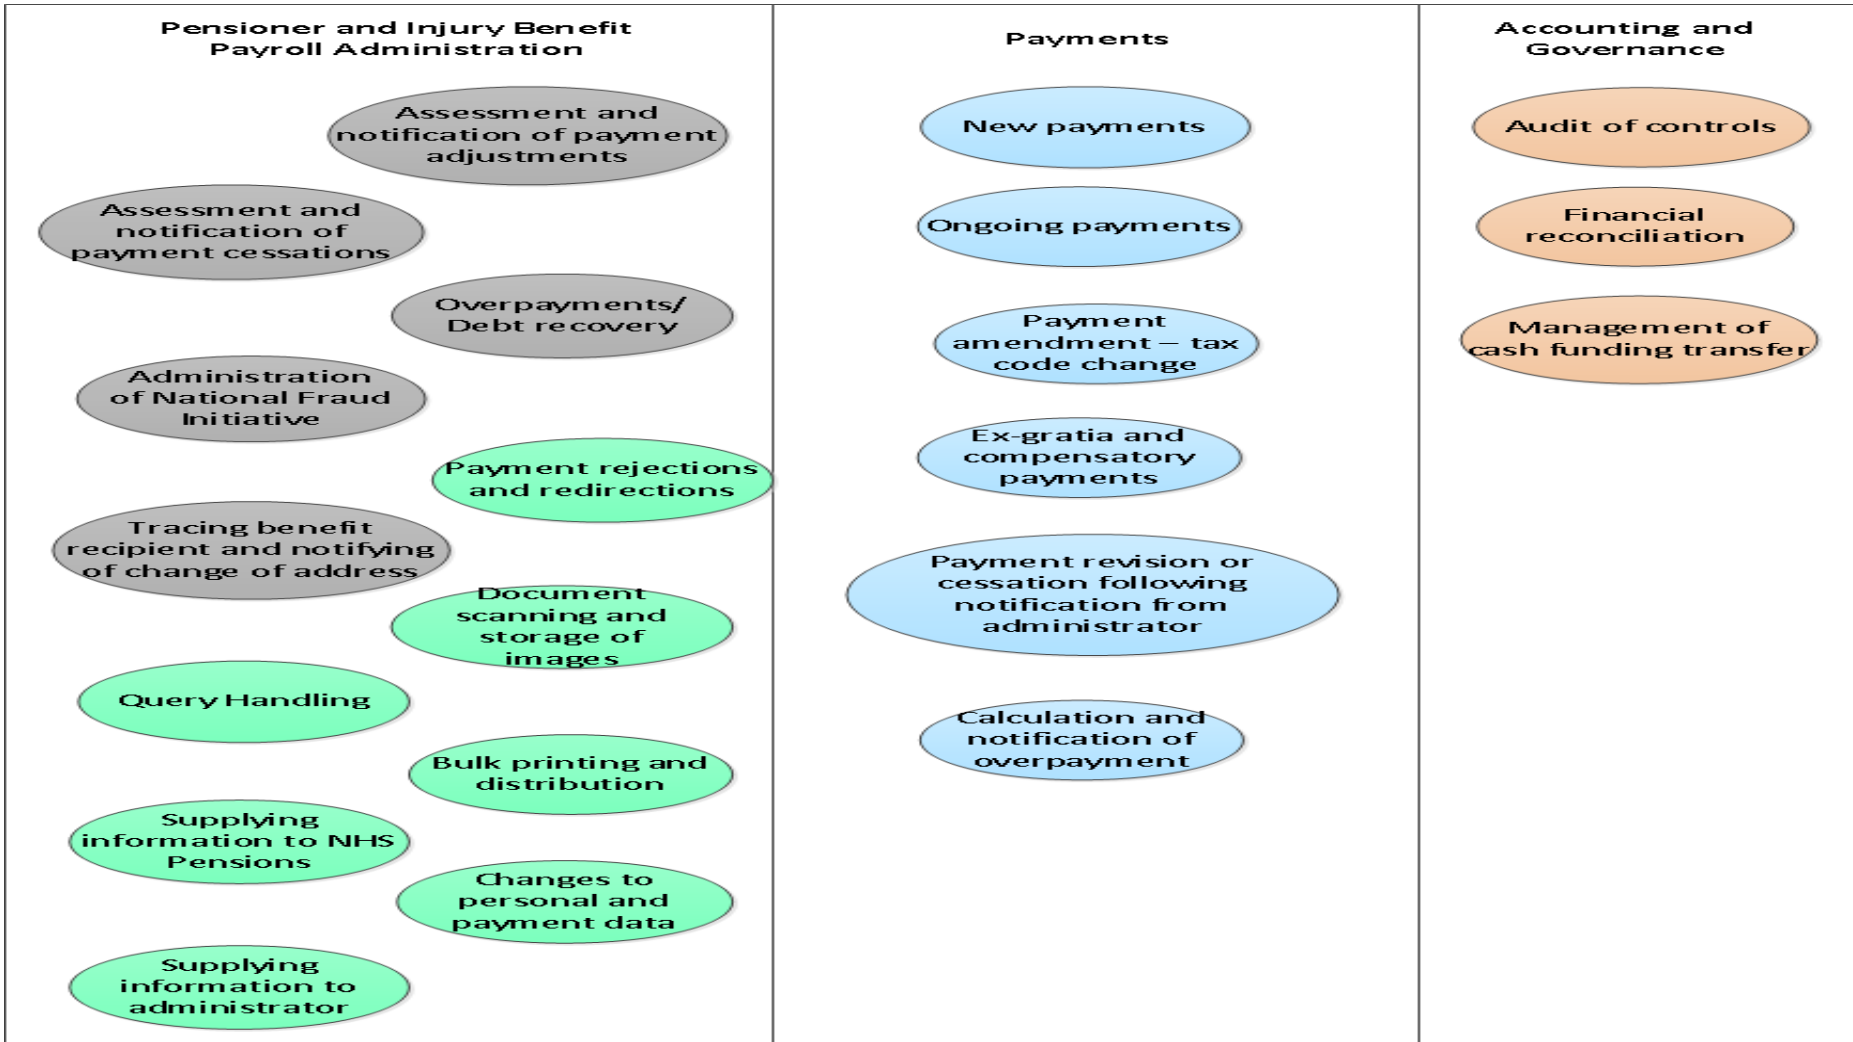 Pensioner and Injury Benefit
Payroll Administration
Assessment and
notification of payment
adjustments
Assessment and
notification of
payment cessations
Overpayments/
Debt recovery
Administration
of National Fraud
Initiative
Payment rejections
and redirections
Tracing benefit
recipient and notifying
of change of address
Document
scanning and
storage of
images
Query Handling
Bulk printing and
distribution
Supplying
information to NHS
Pensions
Changes to
personal and
payment data
Supplying
information to
administrator
Payments
New payments
Ongoing payments
Payment
amendment – tax
code change
Ex-gratia and
compensatory
payments
Payment revision or
cessation following
notification from
administrator
Calculation and
notification of
overpayment
Accounting and
Governance
Audit of controls
Financial
reconciliation
Management of
cash funding transfer